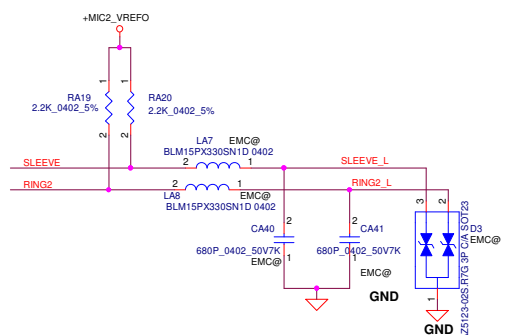 +MIC2_VREFO
1
1
RA19
2.2K_0402_5%
RA20
2.2K_0402_5%
2
2
LA7
EMC@
SLEEVE
2
1
SLEEVE_L
BLM15PX330SN1D 0402
RING2
2
1
RING2_L
LA8
EMC@
BLM15PX330SN1D 0402
CA40
2
680P_0402_50V7K
1
EMC@
CA41
2
680P_0402_50V7K
1
EMC@
3
2
D3
EMC@
Z5123-02S.R7G 3P C/A SOT23
1
GND
GND